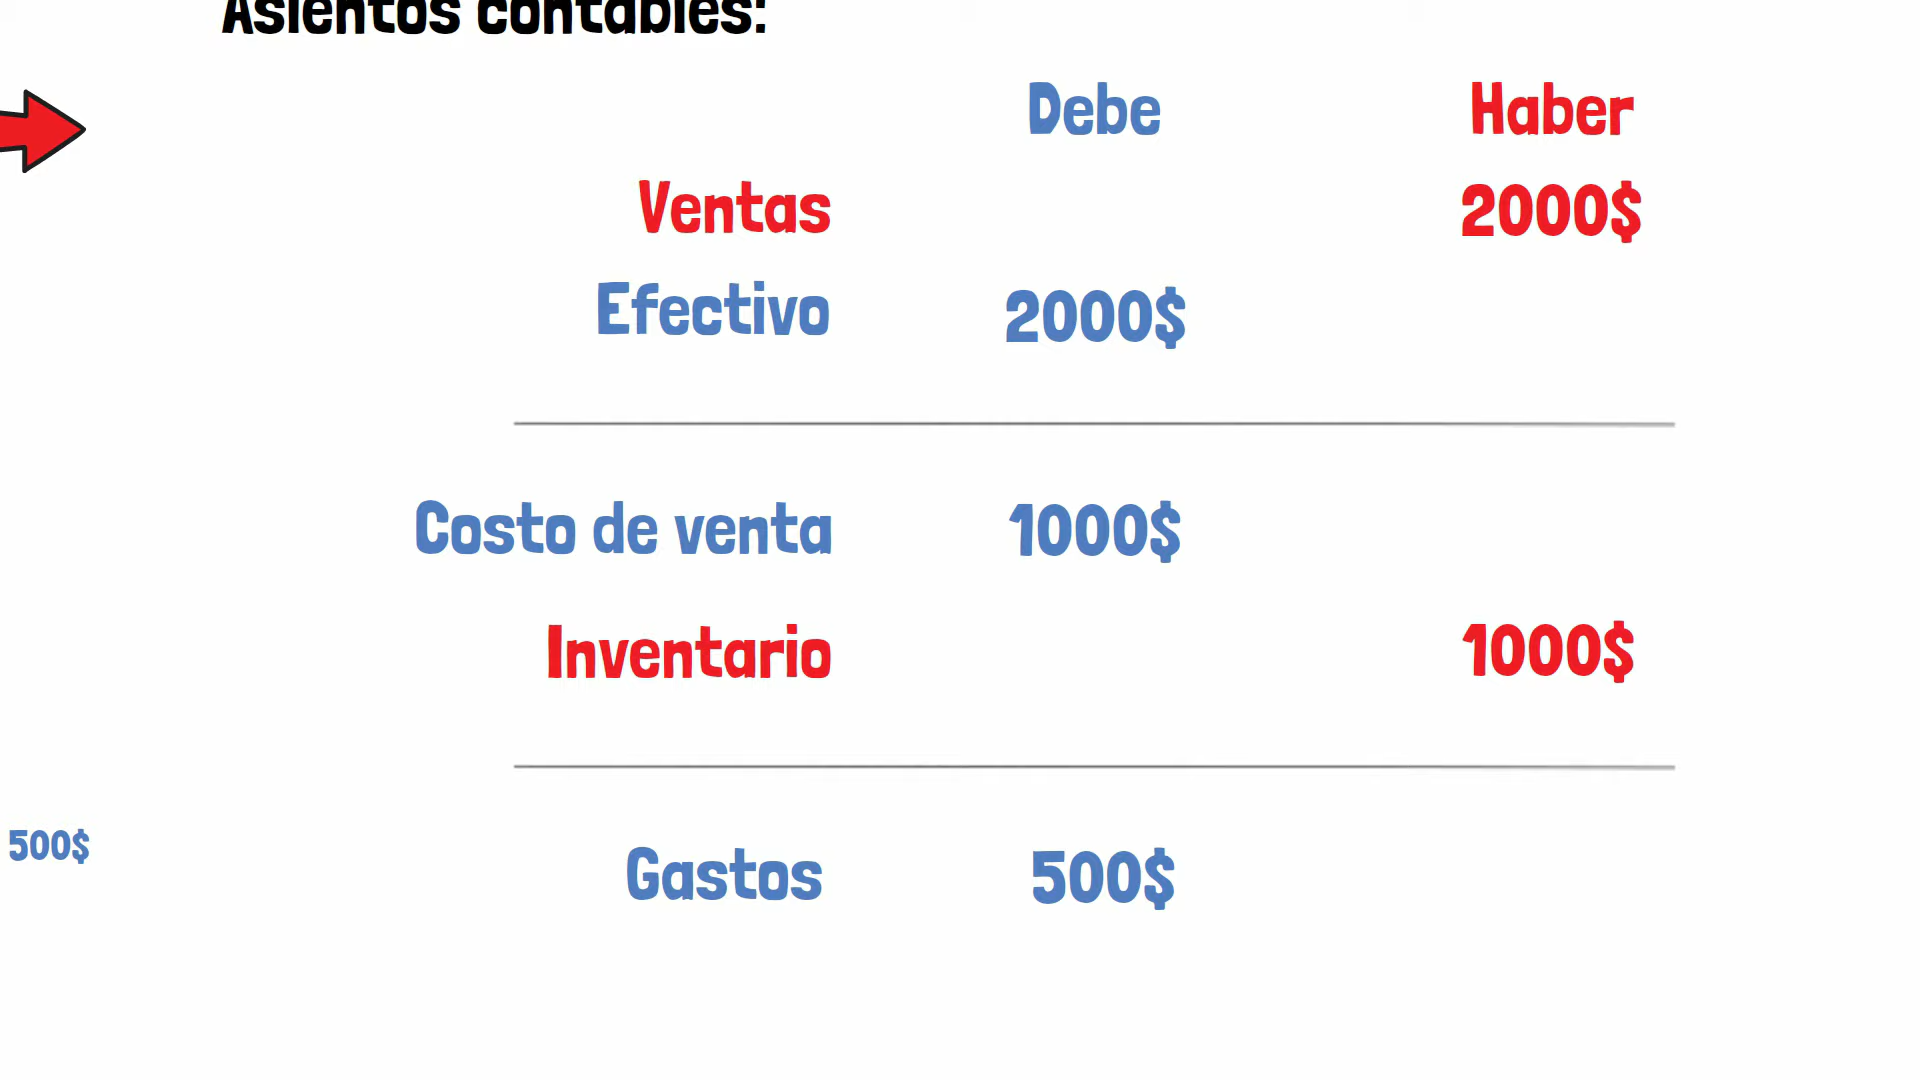 Asientos contables:
Debe Haber
Ventas 2000$
Efectivo 2000$
Costo de venta 1000$
Inventario 1000$
500$
Gastos 500$